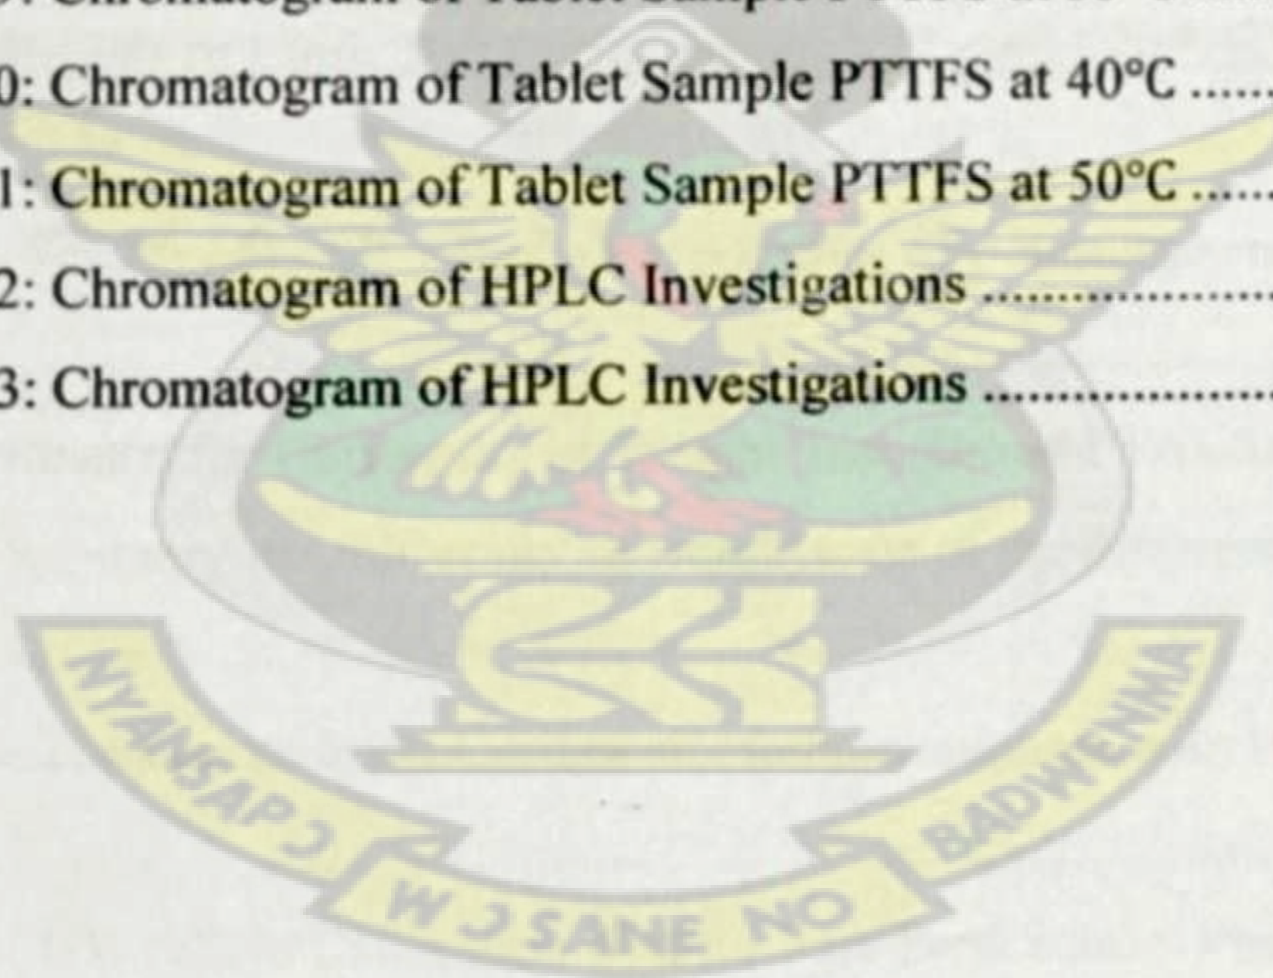 0: Chromatogram of Tablet Sample PTTFS at 40°C ......
1: Chromatogram of Tablet Sample PTTFS at 50°C ......
2: Chromatogram of HPLC Investigations ....................
3: Chromatogram of HPLC Investigations ....................
NYANSAPƆ
WƆ SANE NO
BADWENMA